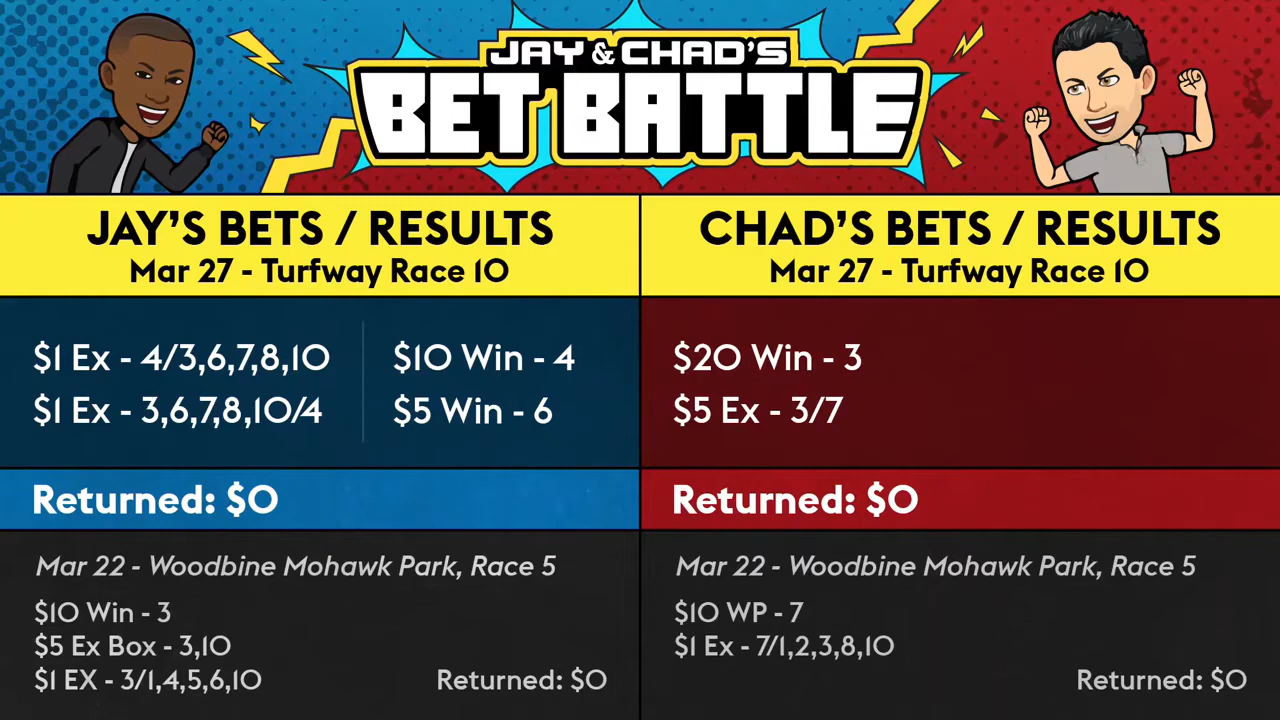 JAY & CHAD'S
BET BATTLE
JAY'S BETS / RESULTS
Mar 27 - Turfway Race 10
$1 Ex - 4/3,6,7,8,10
$1 Ex - 3,6,7,8,10/4
$10 Win - 4
$5 Win - 6
Returned: $0
Mar 22 - Woodbine Mohawk Park, Race 5
$10 Win - 3
$5 Ex Box - 3,10
$1 EX - 3/1,4,5,6,10
Returned: $0
CHAD'S BETS / RESULTS
Mar 27 - Turfway Race 10
$20 Win - 3
$5 Ex - 3/7
Returned: $0
Mar 22 - Woodbine Mohawk Park, Race 5
$10 WP - 7
$1 Ex - 7/1,2,3,8,10
Returned: $0